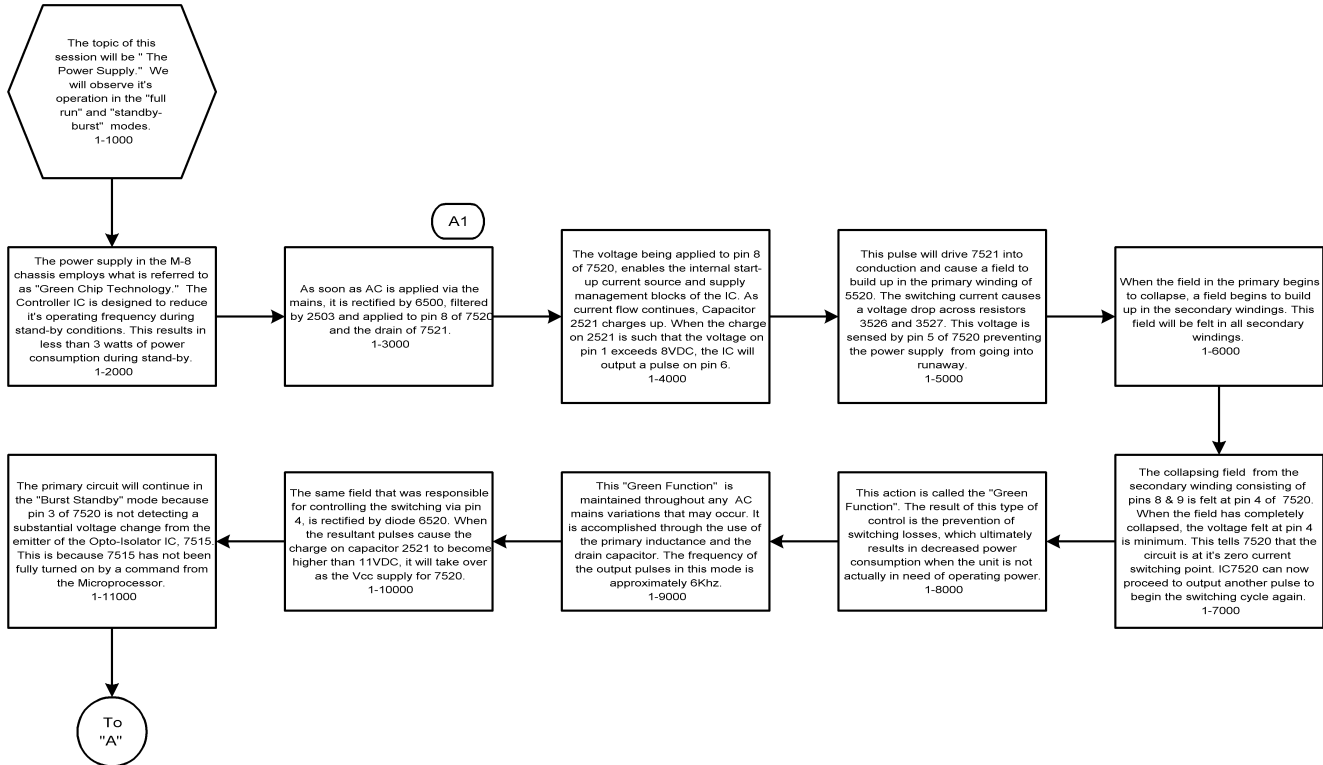 The topic of this
session will be " The
Power Supply." We
will observe it's
operation in the "full
run" and "standby-
burst" modes.
1-1000
The power supply in the M-8
chassis employs what is referred to
as "Green Chip Technology." The
Controller IC is designed to reduce
it's operating frequency during
stand-by conditions. This results in
less than 3 watts of power
consumption during stand-by.
1-2000
A1
As soon as AC is applied via the
mains, it is rectified by 6500, filtered
by 2503 and applied to pin 8 of 7520
and the drain of 7521.
1-3000
The voltage being applied to pin 8
of 7520, enables the internal start-
up current source and supply
management blocks of the IC. As
current flow continues, Capacitor
2521 charges up. When the charge
on 2521 is such that the voltage on
pin 1 exceeds 8VDC, the IC will
output a pulse on pin 6.
1-4000
This pulse will drive 7521 into
conduction and cause a field to
build up in the primary winding of
5520. The switching current causes
a voltage drop across resistors
3526 and 3527. This voltage is
sensed by pin 5 of 7520 preventing
the power supply from going into
runaway.
1-5000
When the field in the primary begins
to collapse, a field begins to build
up in the secondary windings. This
field will be felt in all secondary
windings.
1-6000
The collapsing field from the
secondary winding consisting of
pins 8 & 9 is felt at pin 4 of 7520.
When the field has completely
collapsed, the voltage felt at pin 4
is minimum. This tells 7520 that the
circuit is at it's zero current
switching point. IC7520 can now
proceed to output another pulse to
begin the switching cycle again.
1-7000
This action is called the "Green
Function". The result of this type of
control is the prevention of
switching losses, which ultimately
results in decreased power
consumption when the unit is not
actually in need of operating power.
1-8000
This "Green Function" is
maintained throughout any AC
mains variations that may occur. It
is accomplished through the use of
the primary inductance and the
drain capacitor. The frequency of
the output pulses in this mode is
approximately 6Khz.
1-9000
The same field that was responsible
for controlling the switching via pin
4, is rectified by diode 6520. When
the resultant pulses cause the
charge on capacitor 2521 to become
higher than 11VDC, it will take over
as the Vcc supply for 7520.
1-10000
The primary circuit will continue in
the "Burst Standby" mode because
pin 3 of 7520 is not detecting a
substantial voltage change from the
emitter of the Opto-Isolator IC, 7515.
This is because 7515 has not been
fully turned on by a command from
the Microprocessor.
1-11000
To
"A"